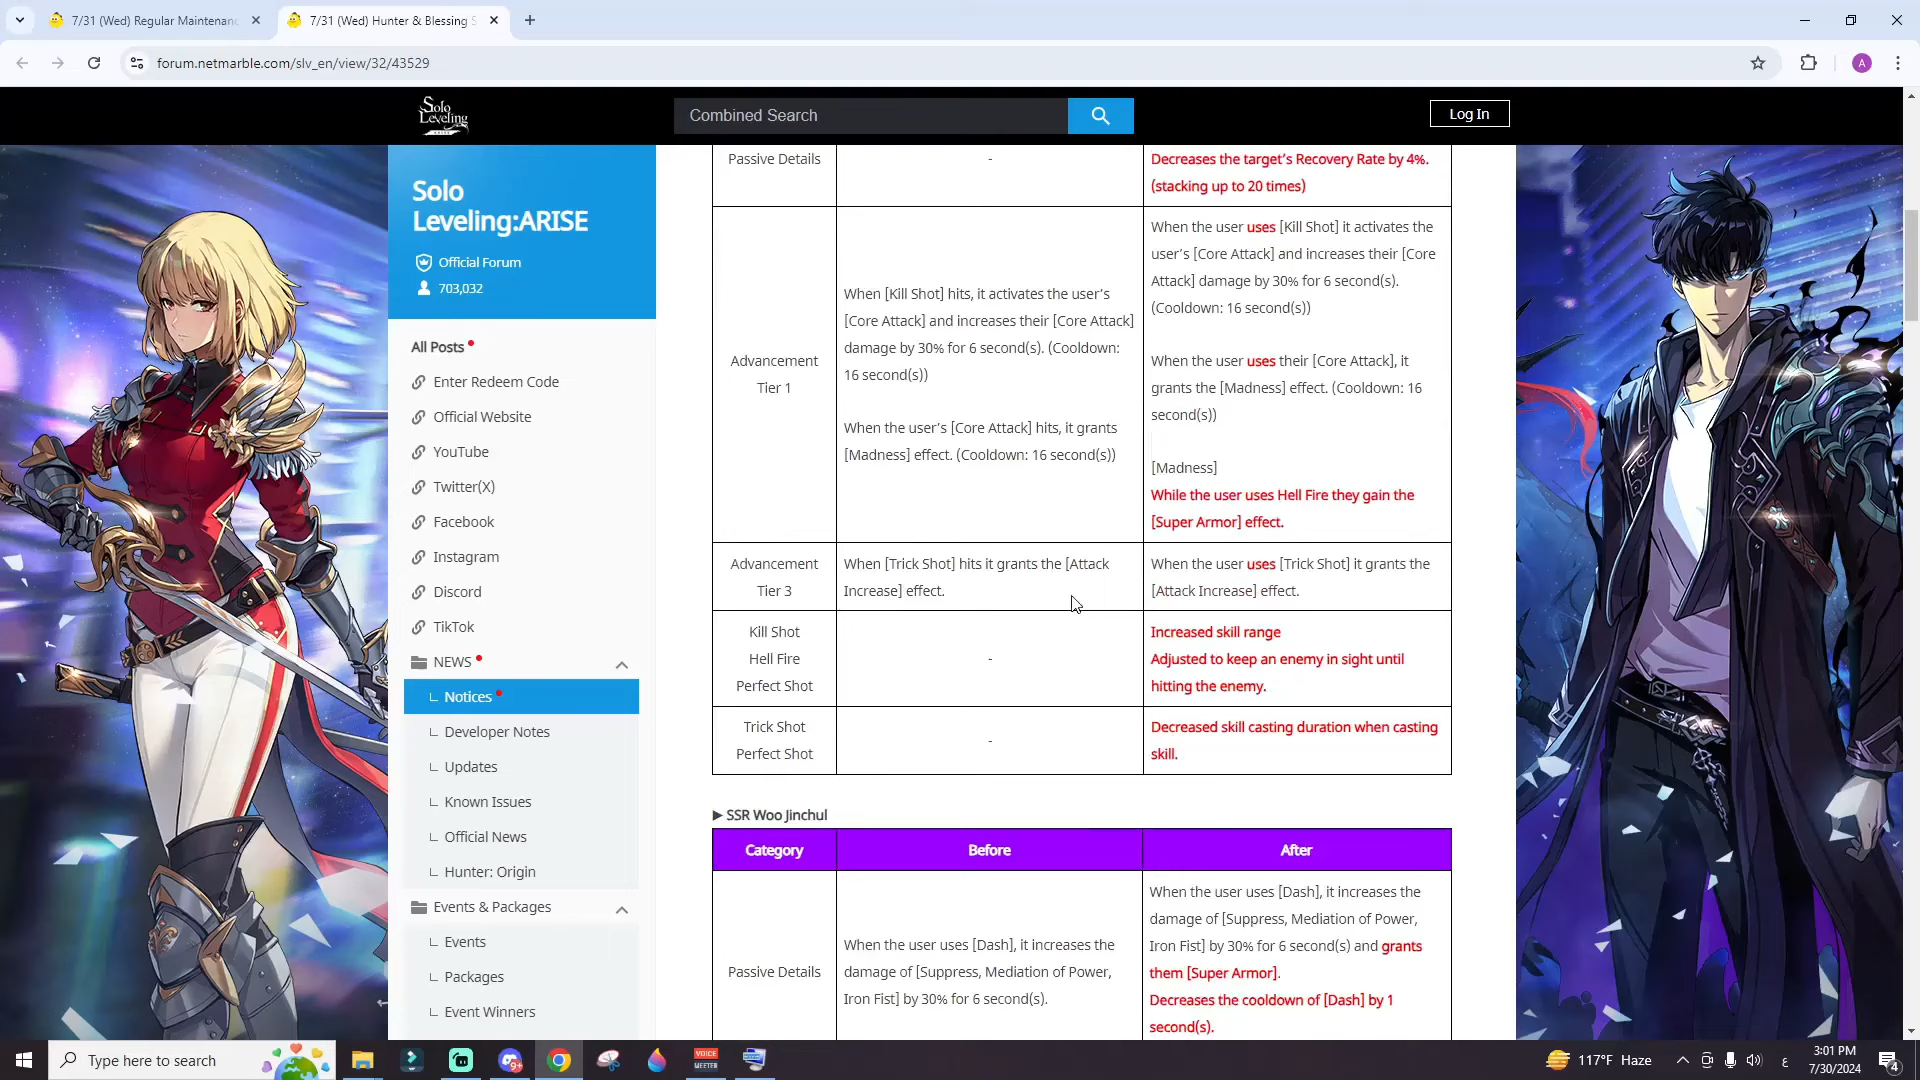 7/31 (Wed) Regular Maintenanc
7/31 (Wed) Hunter & Blessing S
forum.netmarble.com/slv_en/view/32/43529
A
Solo
Leveling
ARISE
Combined Search
Log In
Solo
Leveling:ARISE
Official Forum
703,032
All Posts
Enter Redeem Code
Official Website
YouTube
Twitter(X)
Facebook
Instagram
Discord
TikTok
NEWS
Notices
Developer Notes
Updates
Known Issues
Official News
Hunter: Origin
Events & Packages
Events
Packages
Event Winners
Passive Details
-
Decreases the target's Recovery Rate by 4%.
(stacking up to 20 times)
Advancement
Tier 1
When [Kill Shot] hits, it activates the user's
[Core Attack] and increases their [Core Attack]
damage by 30% for 6 second(s). (Cooldown:
16 second(s))
When the user's [Core Attack] hits, it grants
[Madness] effect. (Cooldown: 16 second(s))
When the user uses [Kill Shot] it activates the
user's [Core Attack] and increases their [Core
Attack] damage by 30% for 6 second(s).
(Cooldown: 16 second(s))
When the user uses their [Core Attack], it
grants the [Madness] effect. (Cooldown: 16
second(s))
[Madness]
While the user uses Hell Fire they gain the
[Super Armor] effect.
Advancement
Tier 3
When [Trick Shot] hits it grants the [Attack
Increase] effect.
When the user uses [Trick Shot] it grants the
[Attack Increase] effect.
Kill Shot
Hell Fire
Perfect Shot
-
Increased skill range
Adjusted to keep an enemy in sight until
hitting the enemy.
Trick Shot
Perfect Shot
-
Decreased skill casting duration when casting
skill.
▶ SSR Woo Jinchul
Category
Before
After
Passive Details
When the user uses [Dash], it increases the
damage of [Suppress, Mediation of Power,
Iron Fist] by 30% for 6 second(s).
When the user uses [Dash], it increases the
damage of [Suppress, Mediation of Power,
Iron Fist] by 30% for 6 second(s) and grants
them [Super Armor].
Decreases the cooldown of [Dash] by 1
second(s).
Type here to search
9+
VOICE
MEETER
117°F Haze
ع
3:01 PM
7/30/2024
4